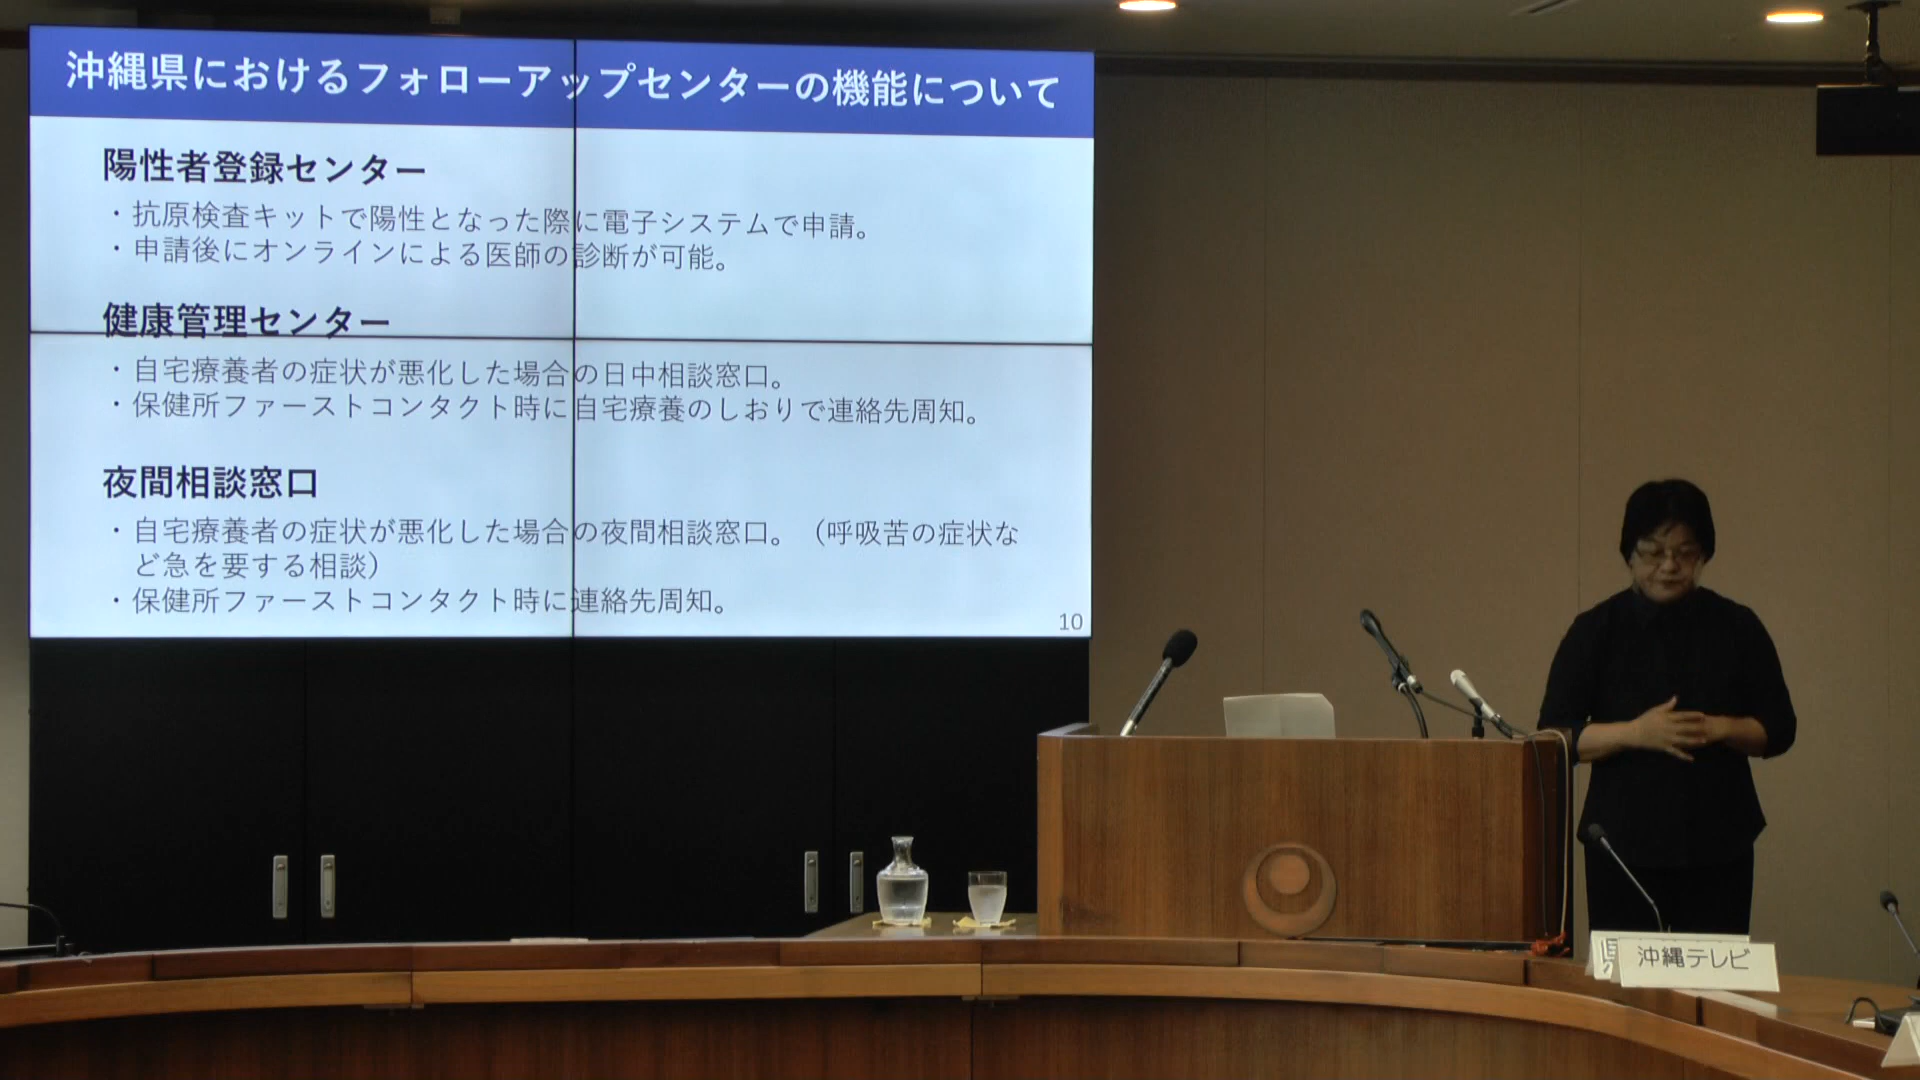 沖縄県におけるフォローアップセンターの機能について
陽性者登録センター
・抗原検査キットで陽性となった際に電子システムで申請。
・申請後にオンラインによる医師の診断が可能。
健康管理センター
・自宅療養者の症状が悪化した場合の日中相談窓口。
・保健所ファーストコンタクト時に自宅療養のしおりで連絡先周知。
夜間相談窓口
・自宅療養者の症状が悪化した場合の夜間相談窓口。（呼吸苦の症状な
ど急を要する相談）
・保健所ファーストコンタクト時に連絡先周知。
10
沖縄テレビ